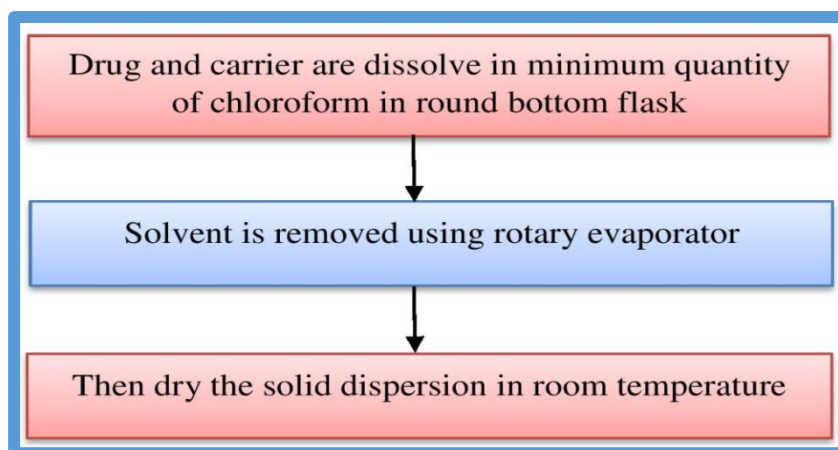 Drug and carrier are dissolve in minimum quantity
of chloroform in round bottom flask
Solvent is removed using rotary evaporator
Then dry the solid dispersion in room temperature